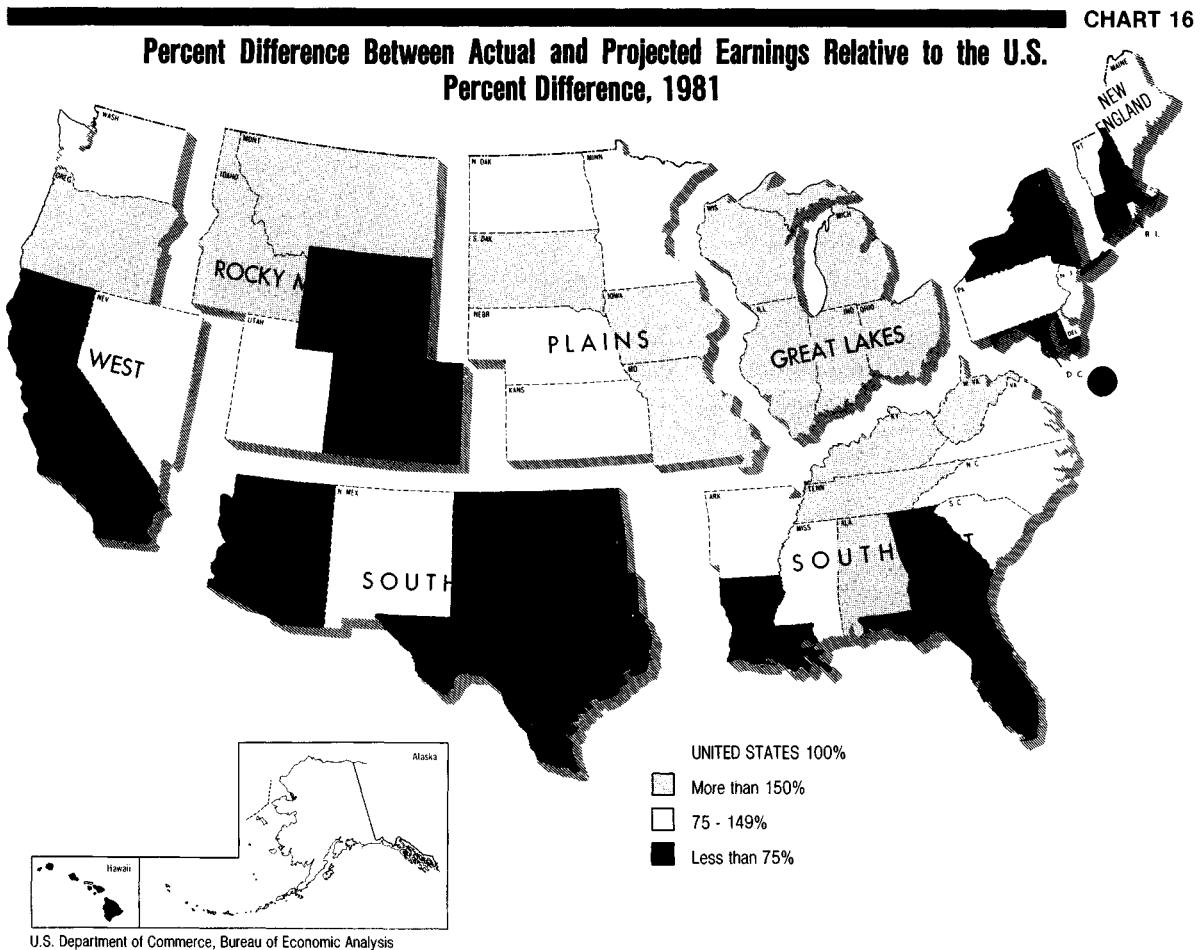 CHART 16
Percent Difference Between Actual and Projected Earnings Relative to the U.S.
Percent Difference, 1981
MAINE
NEW
ENGLAND
WASH
MONT
N. DAK
MINN
VT
OREG
IDAHO
WIS
MICH
R. I.
S. DAK
ROCKY M
IOWA
PA
N. J.
NEV
UTAH
NEBR
ILL
IND
OHIO
DEL
WEST
PLAINS
GREAT LAKES
D C
KANS
MO
W. VA
VA
KY
N. C.
N MEX
ARK
TENN
S C
MISS
ALA
SOUTH
SOUTH
T
UNITED STATES 100%
More than 150%
75 - 149%
Less than 75%
Alaska
Hawaii
U.S. Department of Commerce, Bureau of Economic Analysis